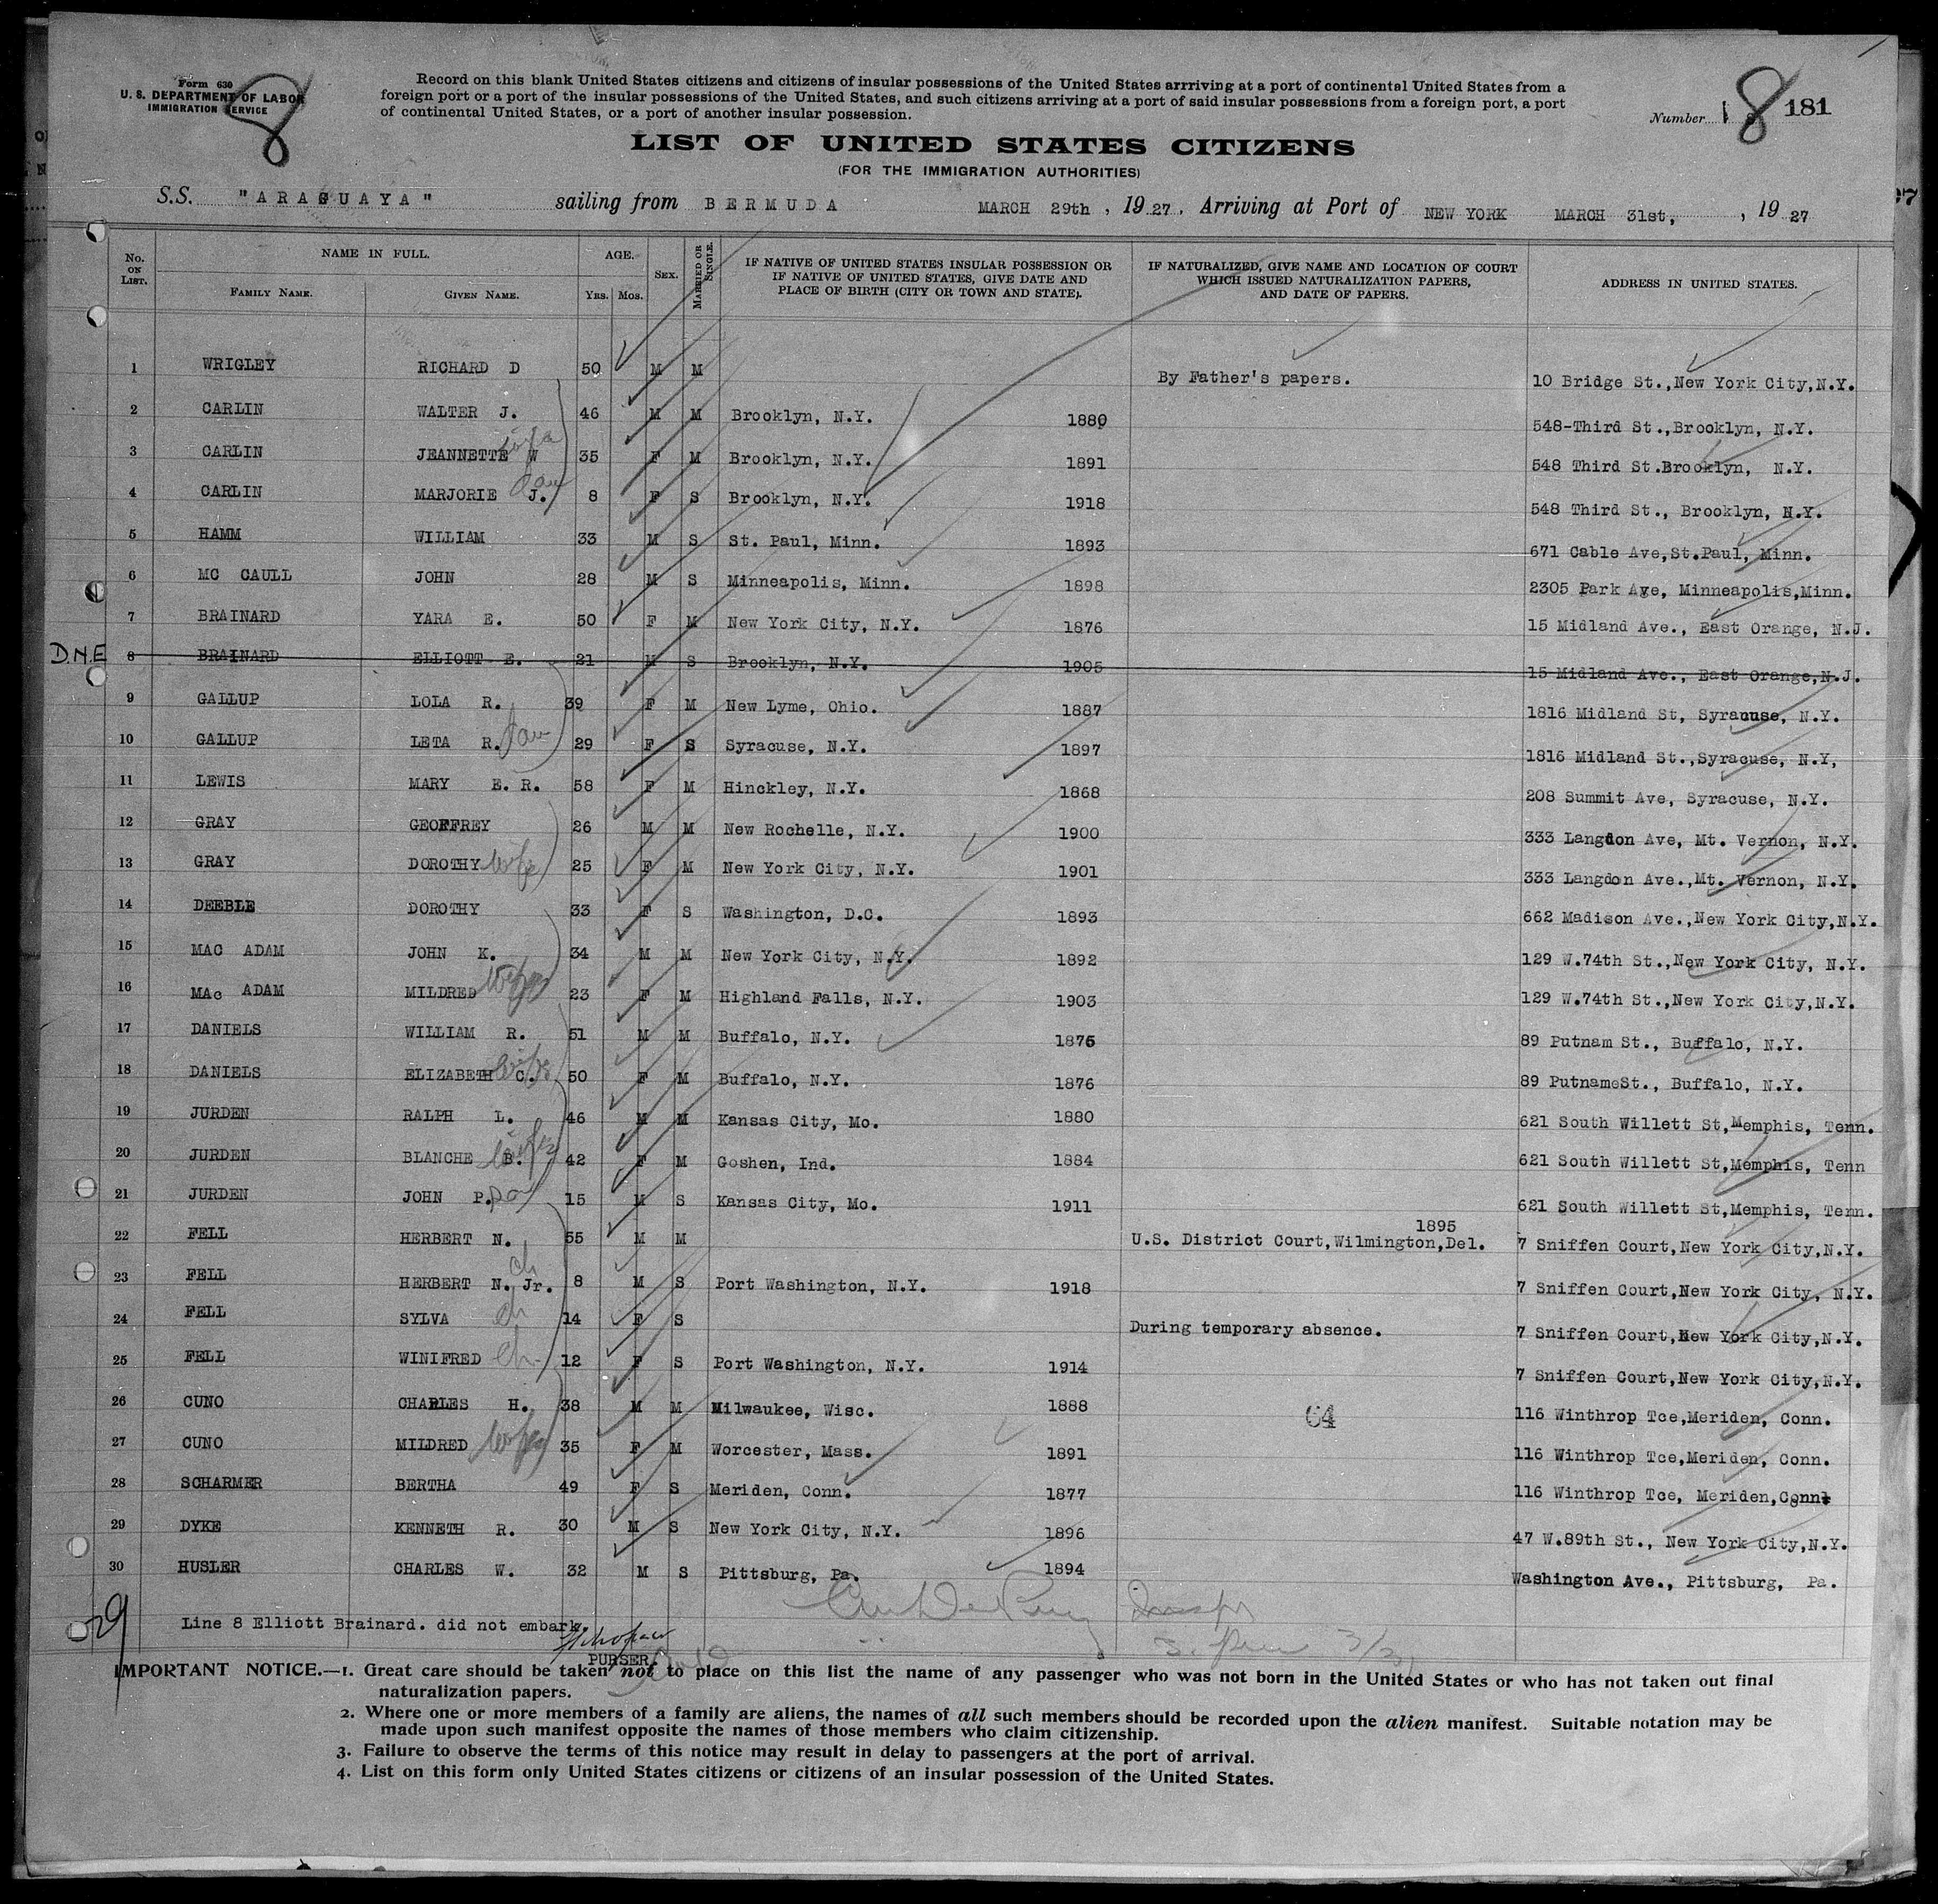 Form 630
U. S. DEPARTMENT OF LABOR
IMMIGRATION SERVICE
8
Record on this blank United States citizens and citizens of insular possessions of the United States arrriving at a port of continental United States from a
foreign port or a port of the insular possessions of the United States, and such citizens arriving at a port of said insular possessions from a foreign port, a port
of continental United States, or a port of another insular possession.
Number 18 181
LIST OF UNITED STATES CITIZENS
(FOR THE IMMIGRATION AUTHORITIES)
S.S. "ARAGUAYA" sailing from BERMUDA MARCH 29th, 1927. Arriving at Port of NEW YORK MARCH 31st, , 1927
No. ON LIST. NAME IN FULL. AGE. SEX. MARRIED OR SINGLE. IF NATIVE OF UNITED STATES INSULAR POSSESSION OR IF NATIVE OF UNITED STATES, GIVE DATE AND PLACE OF BIRTH (CITY OR TOWN AND STATE). IF NATURALIZED, GIVE NAME AND LOCATION OF COURT WHICH ISSUED NATURALIZATION PAPERS, AND DATE OF PAPERS. ADDRESS IN UNITED STATES.
FAMILY NAME. GIVEN NAME. YRS. MOS.
1 WRIGLEY RICHARD D 50 M M By Father's papers. 10 Bridge St.,New York City,N.Y.
2 CARLIN WALTER J. 46 M M Brooklyn, N.Y. 1880 548-Third St.,Brooklyn, N.Y.
3 CARLIN JEANNETTE W wife 35 F M Brooklyn, N.Y. 1891 548 Third St.Brooklyn, N.Y.
4 CARLIN MARJORIE J. dau 8 F S Brooklyn, N.Y. 1918 548 Third St., Brooklyn, N.Y.
5 HAMM WILLIAM 33 M S St. Paul, Minn. 1893 671 Cable Ave,St.Paul, Minn.
6 MC CAULL JOHN 28 M S Minneapolis, Minn. 1898 2305 Park Ave, Minneapolis,Minn.
7 BRAINARD YARA E. 50 F M New York City, N.Y. 1876 15 Midland Ave., East Orange, N.J.
D.N.E 8 BRAINARD ELLIOTT E. 21 M S Brooklyn, N.Y. 1905 15 Midland Ave., East Orange,N.J.
9 GALLUP LOLA R. 39 F M New Lyme, Ohio. 1887 1816 Midland St, Syracuse, N.Y.
10 GALLUP LETA R. dau 29 F S Syracuse, N.Y. 1897 1816 Midland St.,Syracuse, N.Y,
11 LEWIS MARY E. R. 58 F M Hinckley, N.Y. 1868 208 Summit Ave, Syracuse, N.Y.
12 GRAY GEOFFREY 26 M M New Rochelle, N.Y. 1900 333 Langdon Ave, Mt. Vernon, N.Y.
13 GRAY DOROTHY wife 25 F M New York City, N.Y. 1901 333 Langdon Ave.,Mt. Vernon, N.Y.
14 DEEBLE DOROTHY 33 F S Washington, D.C. 1893 662 Madison Ave.,New York City,N.Y.
15 MAC ADAM JOHN K. 34 M M New York City, N.Y. 1892 129 W.74th St.,New York City, N.Y.
16 MAc ADAM MILDRED wife 23 F M Highland Falls, N.Y. 1903 129 W.74th St.,New York City,N.Y.
17 DANIELS WILLIAM R. 51 M M Buffalo, N.Y. 1875 89 Putnam St., Buffalo, N.Y.
18 DANIELS ELIZABETH C. wife 50 F M Buffalo, N.Y. 1876 89 PutnameSt., Buffalo, N.Y.
19 JURDEN RALPH L. 46 M M Kansas City, Mo. 1880 621 South Willett St,Memphis, Tenn.
20 JURDEN BLANCHE B. wife 42 F M Goshen, Ind. 1884 621 South Willett St,Memphis, Tenn
21 JURDEN JOHN P. 15 M S Kansas City, Mo. 1911 621 South Willett St,Memphis, Tenn.
22 FELL HERBERT N. 55 M M U.S. District Court,Wilmington,Del. 1895 7 Sniffen Court,New York City,N.Y.
23 FELL HERBERT N. Jr. ch 8 M S Port Washington, N.Y. 1918 7 Sniffen Court,New York City, N.Y.
24 FELL SYLVA ch 14 F S During temporary absence. 7 Sniffen Court,New York City,N.Y.
25 FELL WINIFRED ch. 12 F S Port Washington, N.Y. 1914 7 Sniffen Court,New York City,N.Y.
26 CUNO CHARLES H. 38 M M Milwaukee, Wisc. 1888 64 116 Winthrop Tce,Meriden, Conn.
27 CUNO MILDRED wife 35 F M Worcester, Mass. 1891 116 Winthrop Tce,Meriden, Conn.
28 SCHARMER BERTHA 49 F S Meriden, Conn. 1877 116 Winthrop Tce, Meriden,Conn.
29 DYKE KENNETH R. 30 M S New York City, N.Y. 1896 47 W.89th St., New York City,N.Y.
30 HUSLER CHARLES W. 32 M S Pittsburg, Pa. 1894 Washington Ave., Pittsburg, Pa.
29
Line 8 Elliott Brainard. did not embark.
PURSER
IMPORTANT NOTICE.—1. Great care should be taken not to place on this list the name of any passenger who was not born in the United States or who has not taken out final
naturalization papers.
2. Where one or more members of a family are aliens, the names of all such members should be recorded upon the alien manifest. Suitable notation may be
made upon such manifest opposite the names of those members who claim citizenship.
3. Failure to observe the terms of this notice may result in delay to passengers at the port of arrival.
4. List on this form only United States citizens or citizens of an insular possession of the United States.